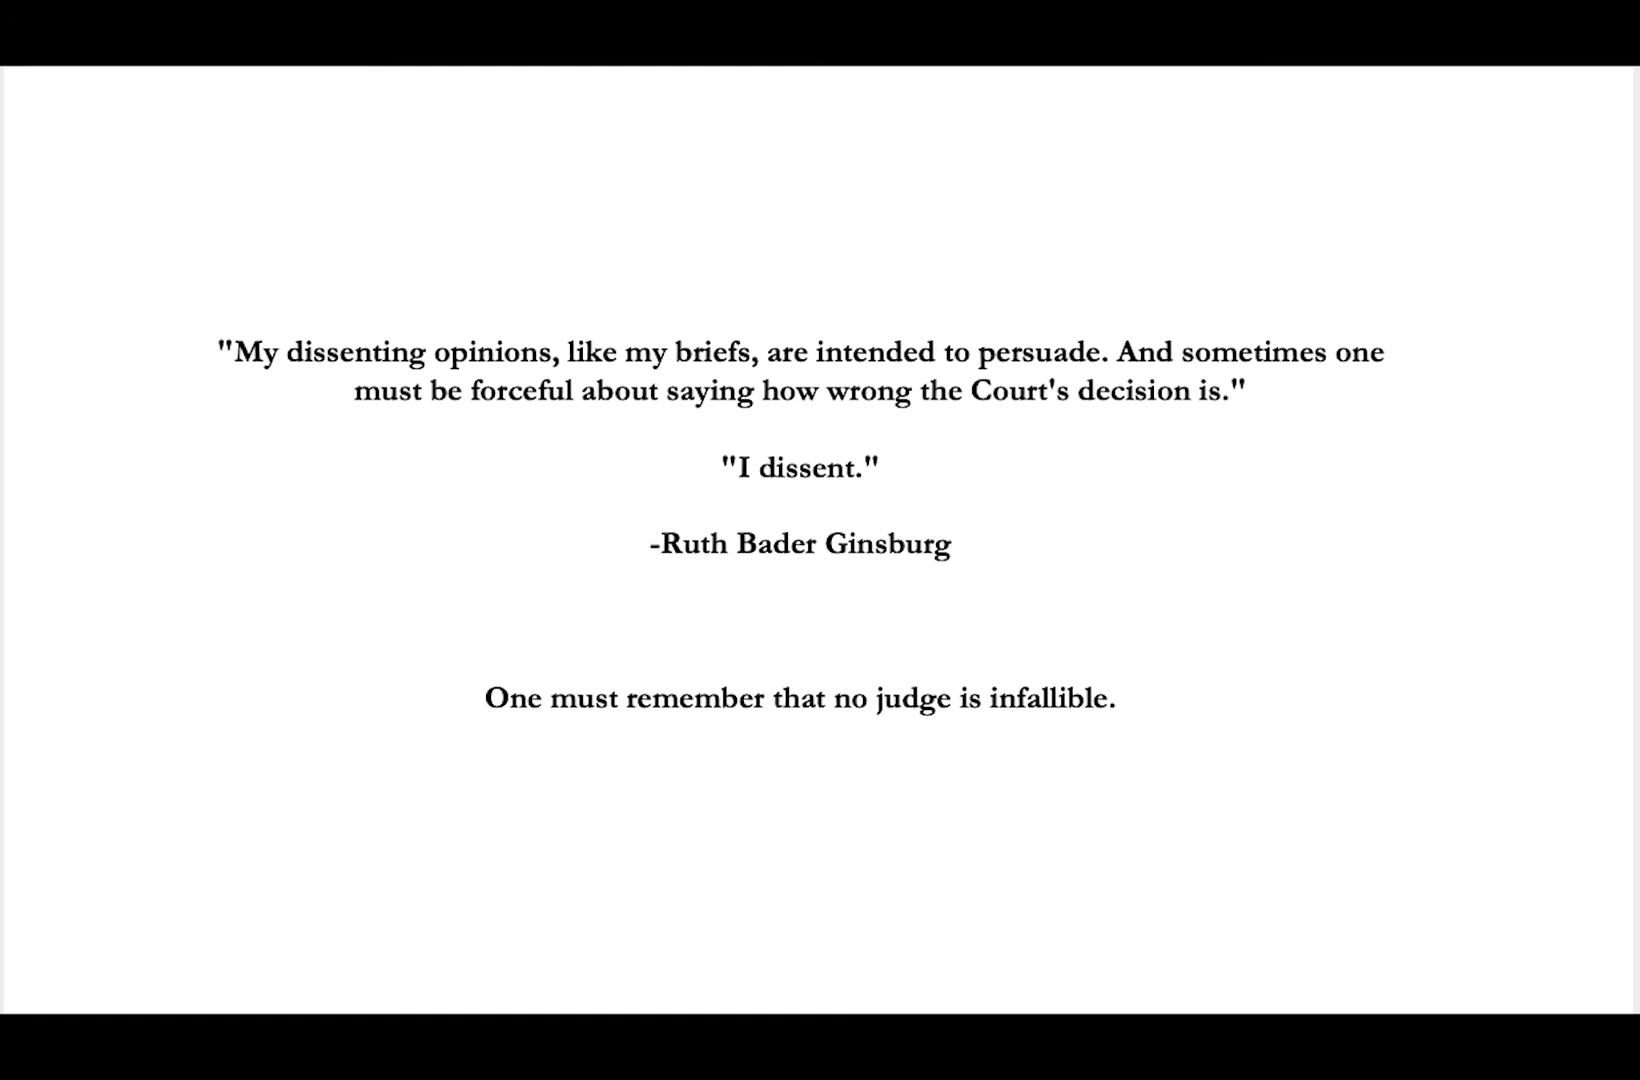 "My dissenting opinions, like my briefs, are intended to persuade. And sometimes one
must be forceful about saying how wrong the Court's decision is."
"I dissent."
-Ruth Bader Ginsburg
One must remember that no judge is infallible.